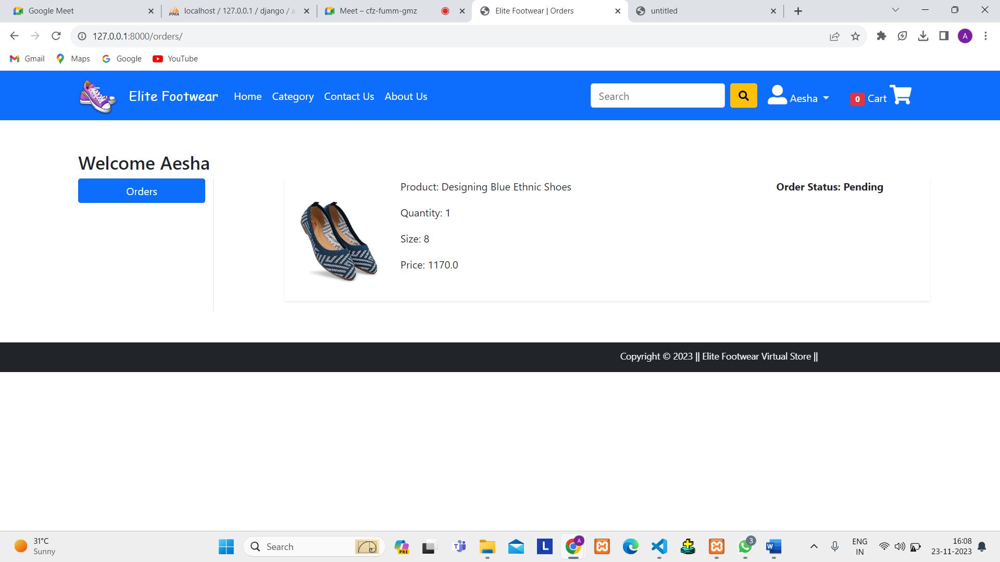 Google Meet
localhost / 127.0.0.1 / django / a
Meet – cfz-fumm-gmz
Elite Footwear | Orders
untitled
127.0.0.1:8000/orders/
A
Gmail
Maps
Google
YouTube
Elite Footwear
Home
Category
Contact Us
About Us
Search
Aesha
0 Cart
Welcome Aesha
Orders
Product: Designing Blue Ethnic Shoes
Order Status: Pending
Quantity: 1
Size: 8
Price: 1170.0
Copyright © 2023 || Elite Footwear Virtual Store ||
31°C
Sunny
Search
PRE
L
A
3
W
ENG
IN
16:08
23-11-2023